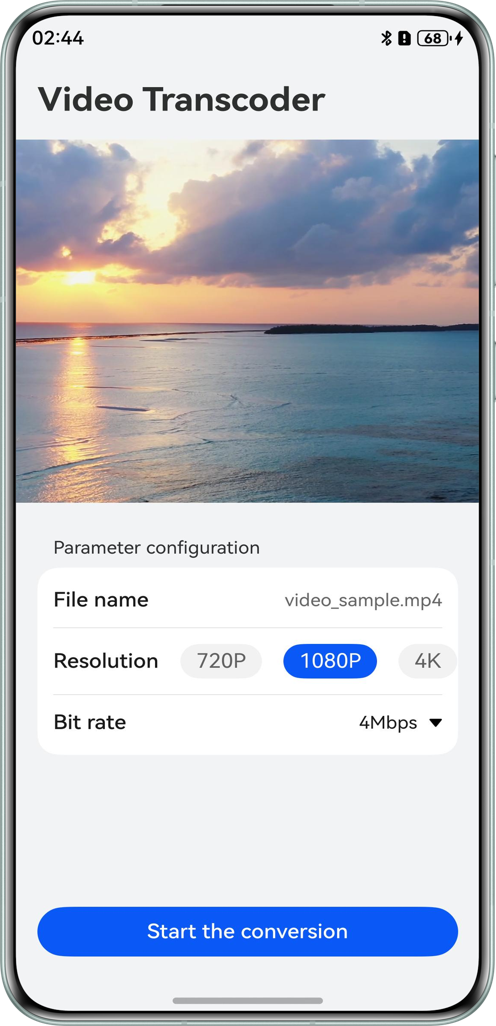 02:44 68
Video Transcoder
Parameter configuration
File name video_sample.mp4
Resolution 720P 1080P 4K
Bit rate 4Mbps
Start the conversion